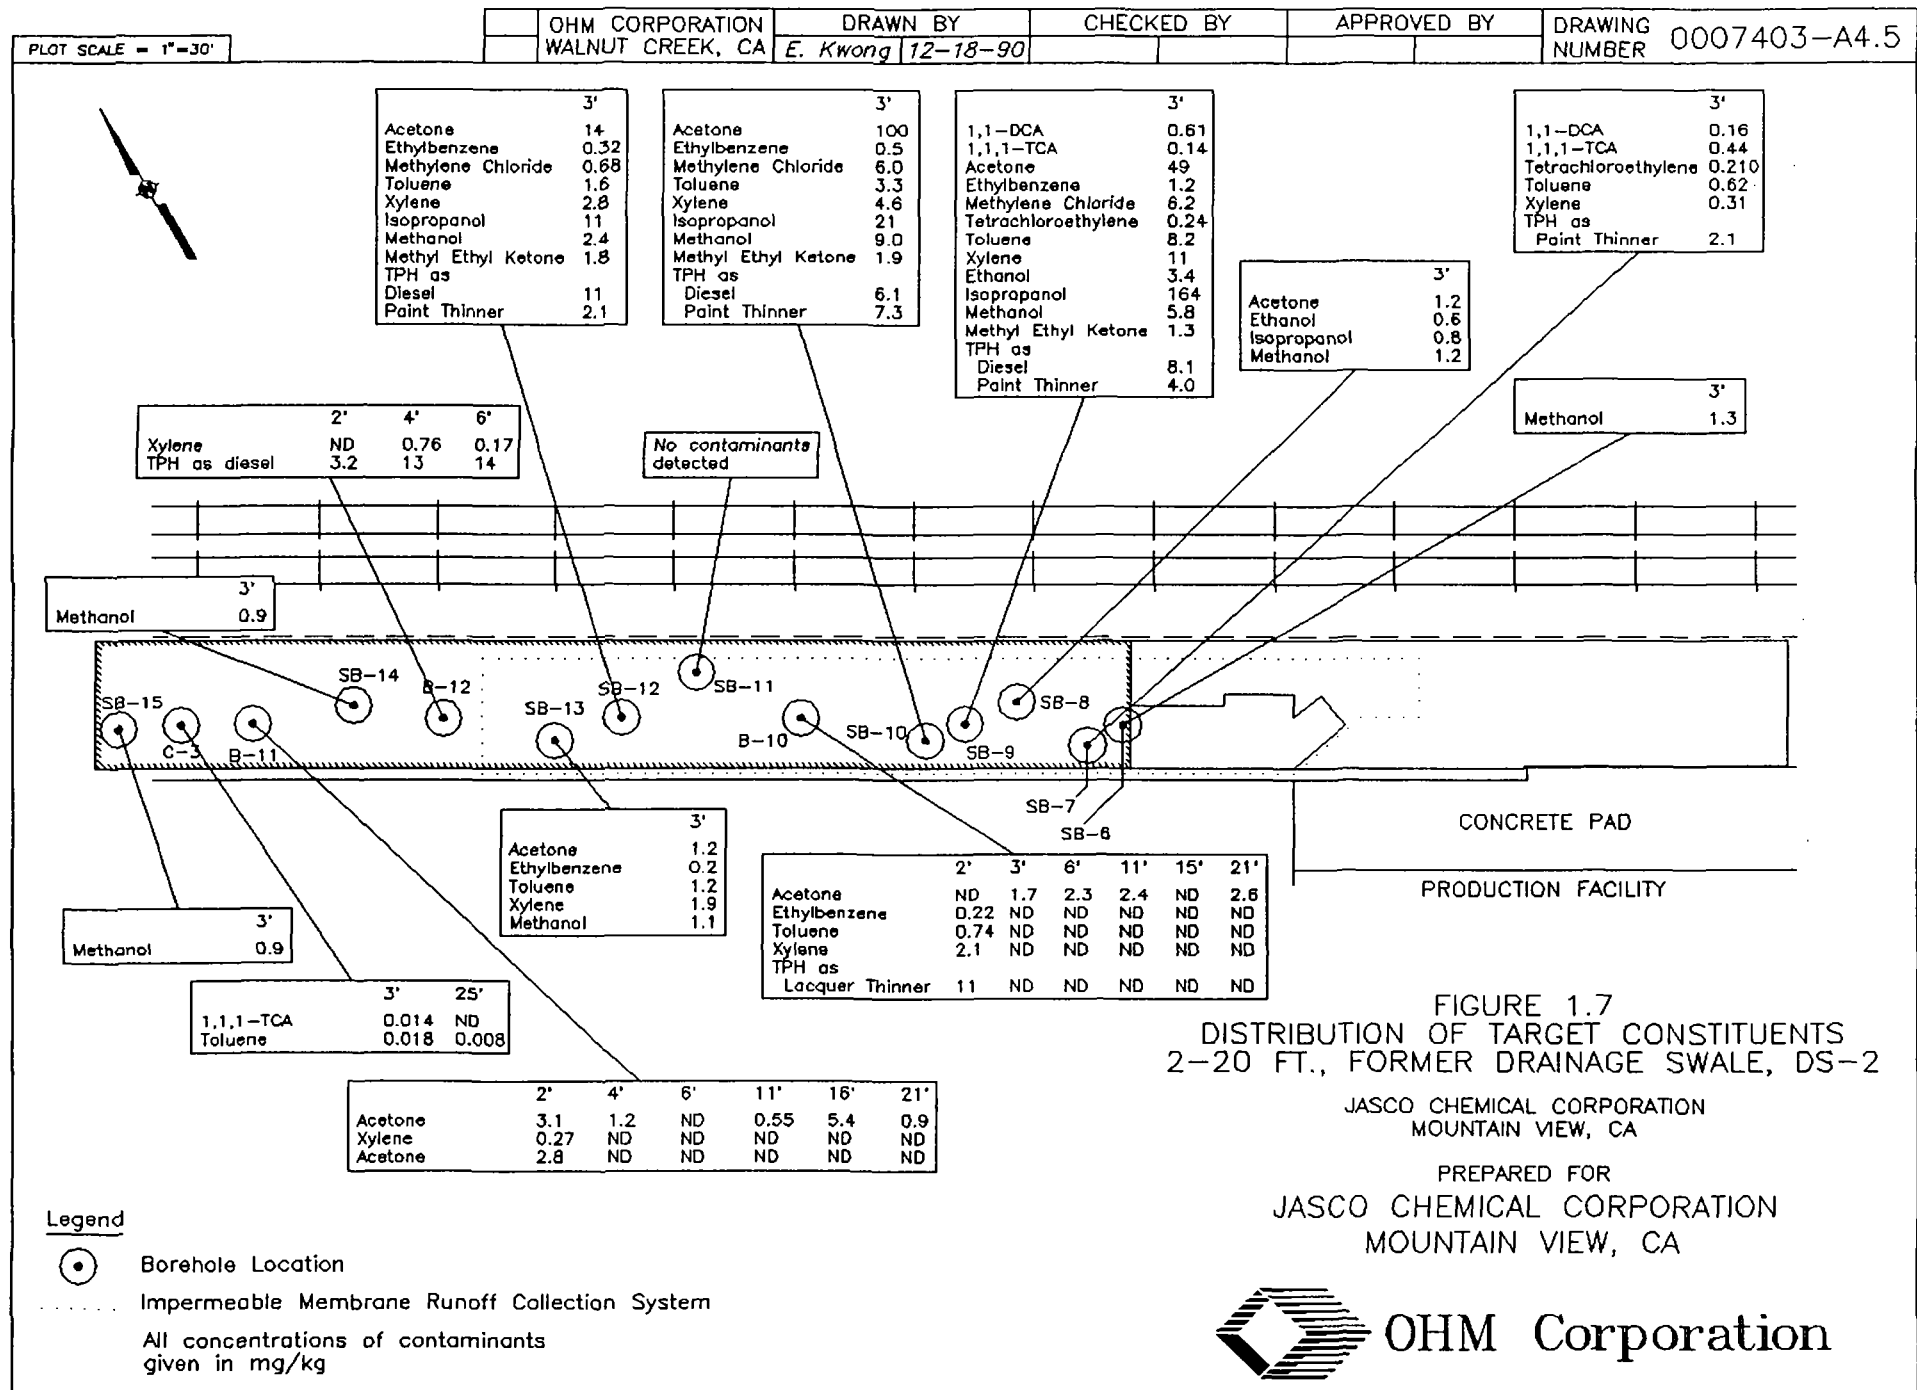 PLOT SCALE = 1"=30'
OHM CORPORATION
WALNUT CREEK, CA
DRAWN BY
E. Kwong 12-18-90
CHECKED BY
APPROVED BY
DRAWING
NUMBER
0007403-A4.5
3'
Acetone 14
Ethylbenzene 0.32
Methylene Chloride 0.68
Toluene 1.6
Xylene 2.8
Isopropanol 11
Methanol 2.4
Methyl Ethyl Ketone 1.8
TPH as
Diesel 11
Paint Thinner 2.1
3'
Acetone 100
Ethylbenzene 0.5
Methylene Chloride 6.0
Toluene 3.3
Xylene 4.6
Isopropanol 21
Methanol 9.0
Methyl Ethyl Ketone 1.9
TPH as
Diesel 6.1
Paint Thinner 7.3
3'
1,1-DCA 0.61
1,1,1-TCA 0.14
Acetone 49
Ethylbenzene 1.2
Methylene Chloride 6.2
Tetrachloroethylene 0.24
Toluene 8.2
Xylene 11
Ethanol 3.4
Isopropanol 164
Methanol 5.8
Methyl Ethyl Ketone 1.3
TPH as
Diesel 8.1
Paint Thinner 4.0
3'
1,1-DCA 0.16
1,1,1-TCA 0.44
Tetrachloroethylene 0.210
Toluene 0.62
Xylene 0.31
TPH as
Paint Thinner 2.1
3'
Acetone 1.2
Ethanol 0.6
Isopropanol 0.8
Methanol 1.2
3'
Methanol 1.3
2' 4' 6'
Xylene ND 0.76 0.17
TPH as diesel 3.2 13 14
No contaminants
detected
3'
Methanol 0.9
SB-15
C-3
B-11
SB-14
B-12
SB-13
SB-12
SB-11
B-10
SB-10
SB-9
SB-8
SB-7
SB-6
CONCRETE PAD
PRODUCTION FACILITY
3'
Acetone 1.2
Ethylbenzene 0.2
Toluene 1.2
Xylene 1.9
Methanol 1.1
2' 3' 6' 11' 15' 21'
Acetone ND 1.7 2.3 2.4 ND 2.6
Ethylbenzene 0.22 ND ND ND ND ND
Toluene 0.74 ND ND ND ND ND
Xylene 2.1 ND ND ND ND ND
TPH as
Lacquer Thinner 11 ND ND ND ND ND
3'
Methanol 0.9
3' 25'
1,1,1-TCA 0.014 ND
Toluene 0.018 0.008
2' 4' 6' 11' 16' 21'
Acetone 3.1 1.2 ND 0.55 5.4 0.9
Xylene 0.27 ND ND ND ND ND
Acetone 2.8 ND ND ND ND ND
FIGURE 1.7
DISTRIBUTION OF TARGET CONSTITUENTS
2-20 FT., FORMER DRAINAGE SWALE, DS-2
JASCO CHEMICAL CORPORATION
MOUNTAIN VIEW, CA
PREPARED FOR
JASCO CHEMICAL CORPORATION
MOUNTAIN VIEW, CA
Legend
Borehole Location
Impermeable Membrane Runoff Collection System
All concentrations of contaminants
given in mg/kg
OHM Corporation